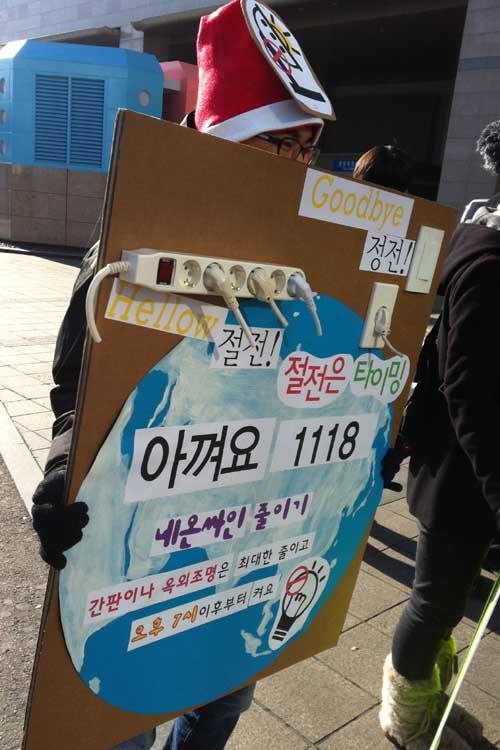 Goodbye
정전!
Hellow
절전!
절전은 타이밍
아껴요 1118
네온싸인 줄이기
간판이나 옥외조명은 최대한 줄이고
오후 7시이후부터 켜요